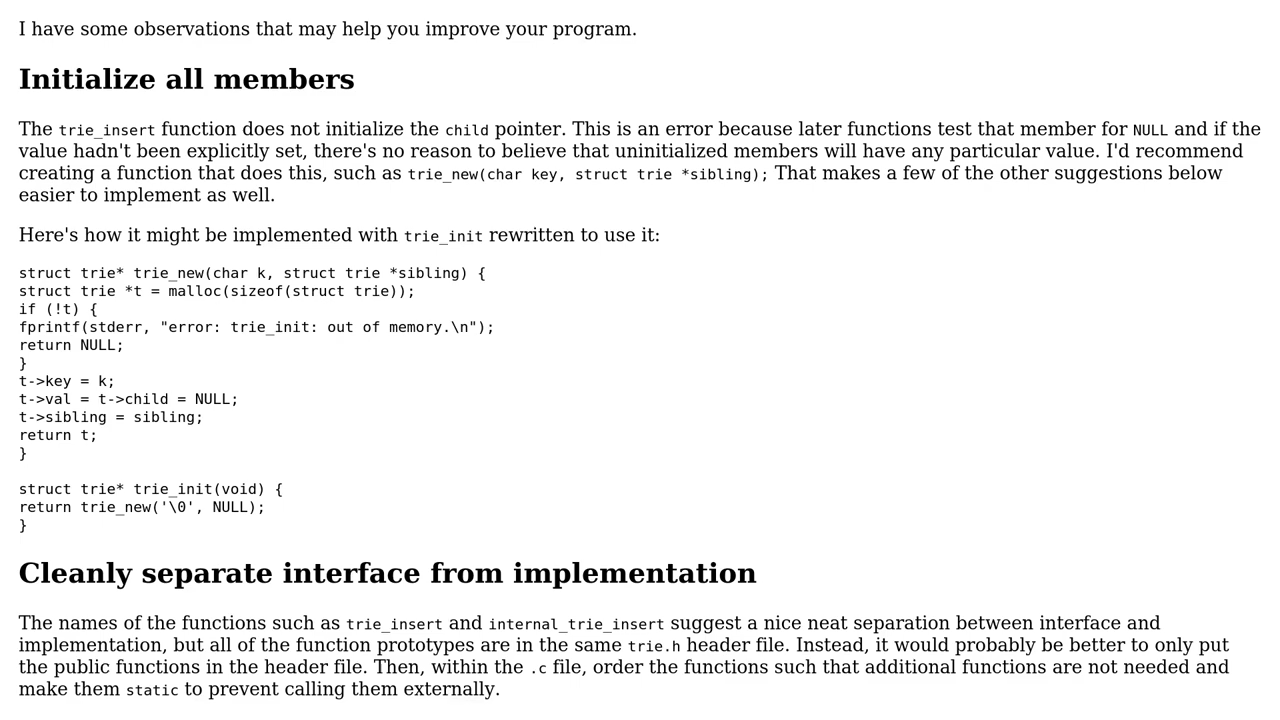 I have some observations that may help you improve your program.
Initialize all members
The trie_insert function does not initialize the child pointer. This is an error because later functions test that member for NULL and if the
value hadn't been explicitly set, there's no reason to believe that uninitialized members will have any particular value. I'd recommend
creating a function that does this, such as trie_new(char key, struct trie *sibling); That makes a few of the other suggestions below
easier to implement as well.
Here's how it might be implemented with trie_init rewritten to use it:
struct trie* trie_new(char k, struct trie *sibling) {
struct trie *t = malloc(sizeof(struct trie));
if (!t) {
fprintf(stderr, "error: trie_init: out of memory.\n");
return NULL;
}
t->key = k;
t->val = t->child = NULL;
t->sibling = sibling;
return t;
}
struct trie* trie_init(void) {
return trie_new('\0', NULL);
}
Cleanly separate interface from implementation
The names of the functions such as trie_insert and internal_trie_insert suggest a nice neat separation between interface and
implementation, but all of the function prototypes are in the same trie.h header file. Instead, it would probably be better to only put
the public functions in the header file. Then, within the .c file, order the functions such that additional functions are not needed and
make them static to prevent calling them externally.